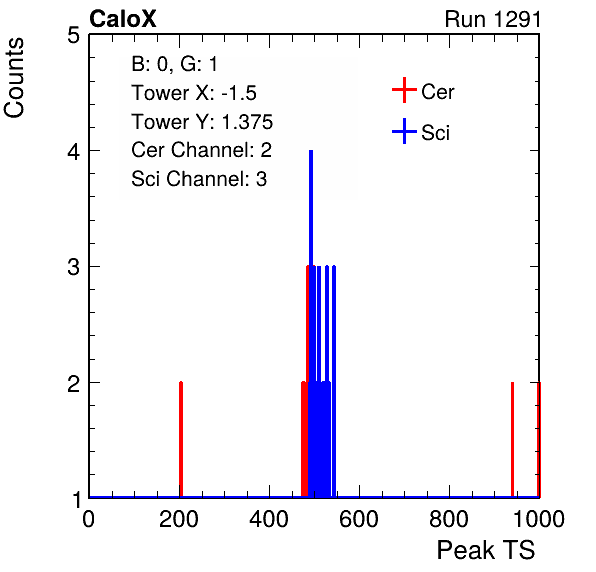 CaloX Run 1291
Counts
B: 0, G: 1
Tower X: -1.5
Tower Y: 1.375
Cer Channel: 2
Sci Channel: 3
Cer
Sci
5
4
3
2
1
0 200 400 600 800 1000
Peak TS